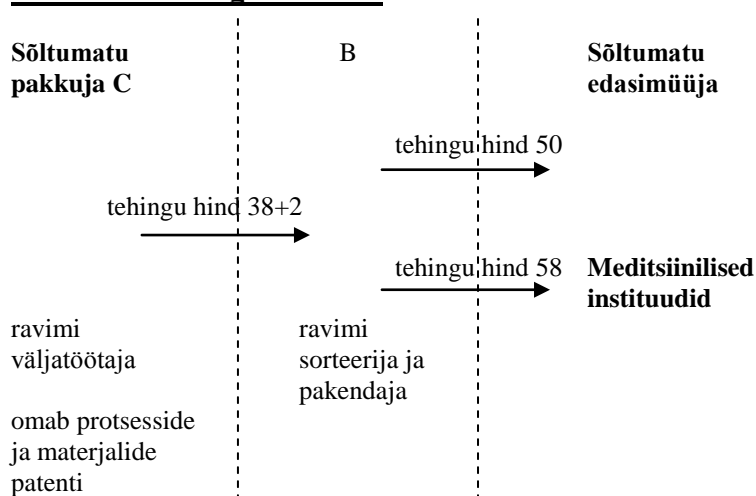 Sõltumatu
pakkuja C
B
Sõltumatu
edasimüüja
tehingu hind 50
tehingu hind 38+2
tehingu hind 58
Meditsiinilised
instituudid
ravimi
väljatöötaja
ravimi
sorteerija ja
pakendaja
omab protsesside
ja materjalide
patenti